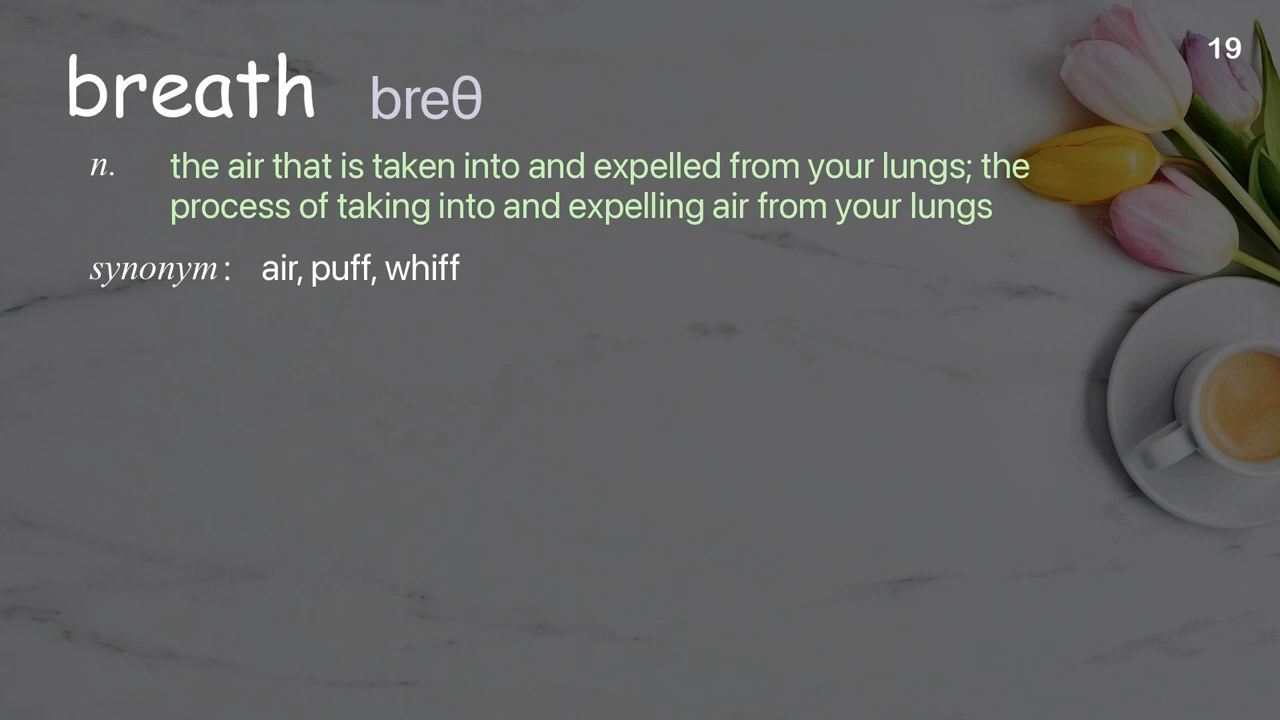 19
breath breθ
n. the air that is taken into and expelled from your lungs; the
process of taking into and expelling air from your lungs
synonym: air, puff, whiff